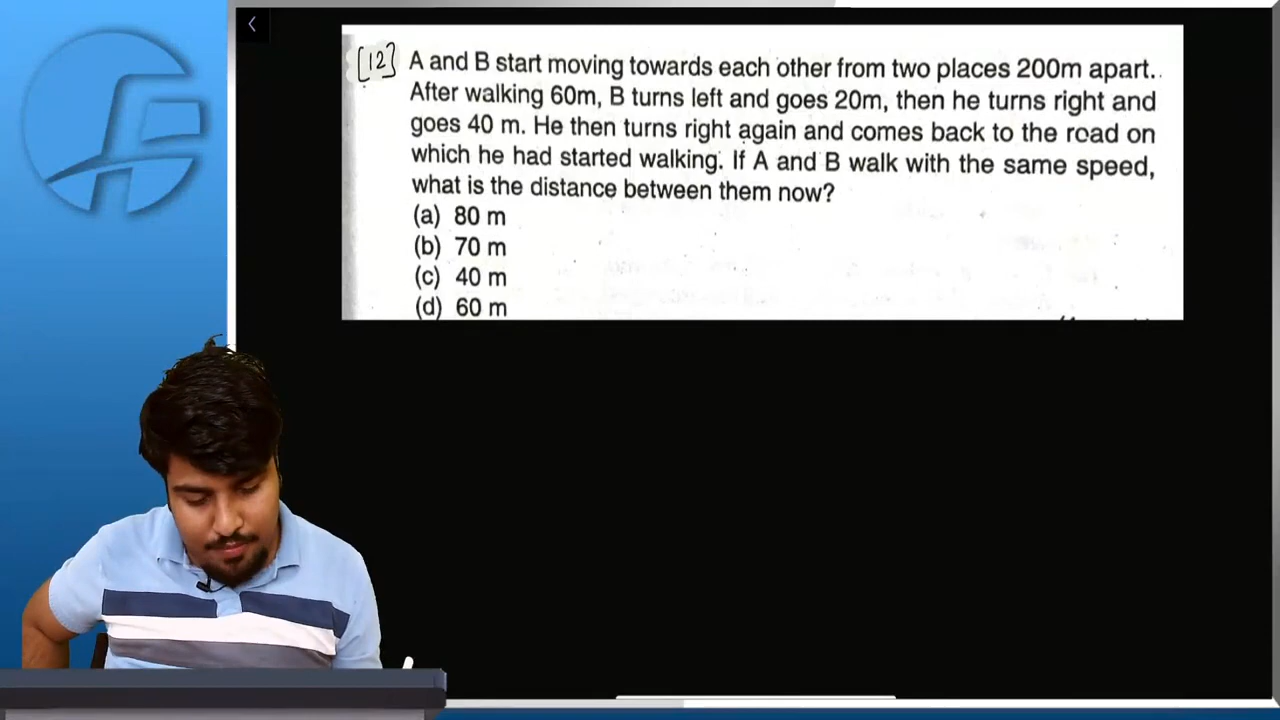 [12] A and B start moving towards each other from two places 200m apart.
After walking 60m, B turns left and goes 20m, then he turns right and
goes 40 m. He then turns right again and comes back to the road on
which he had started walking. If A and B walk with the same speed,
what is the distance between them now?
(a) 80 m
(b) 70 m
(c) 40 m
(d) 60 m